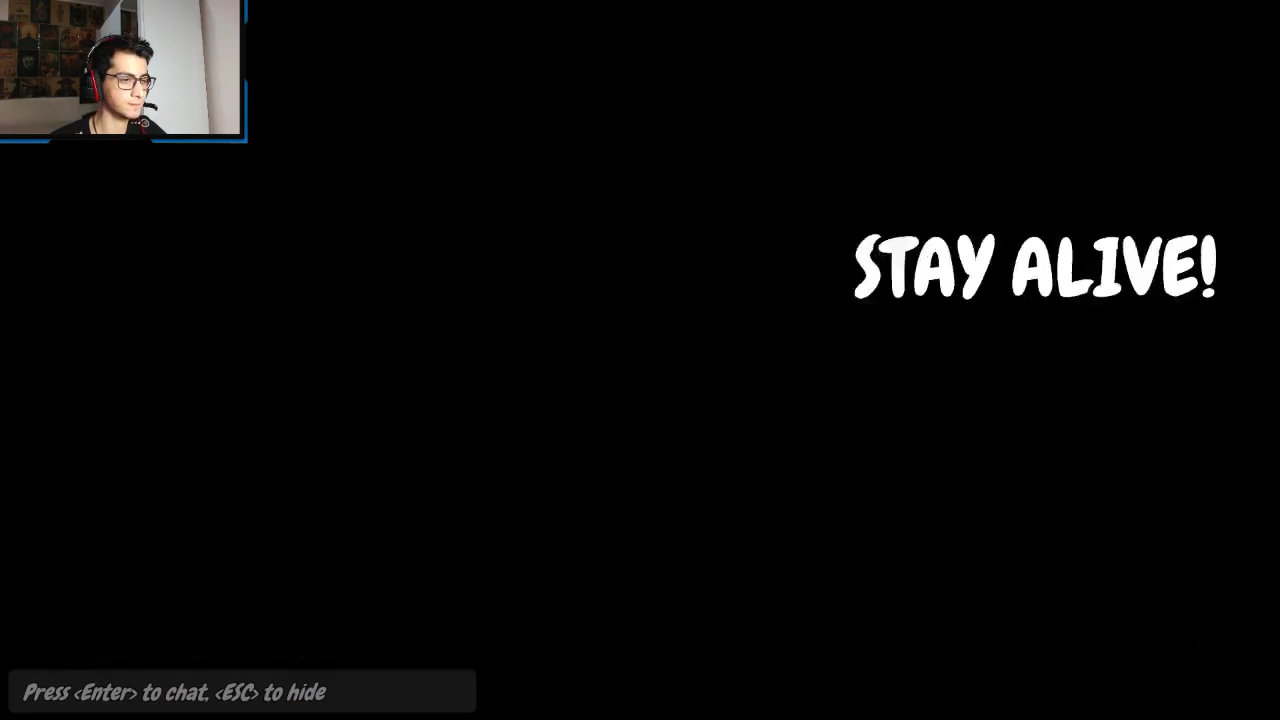 STAY ALIVE!
Press <Enter> to chat, <ESC> to hide